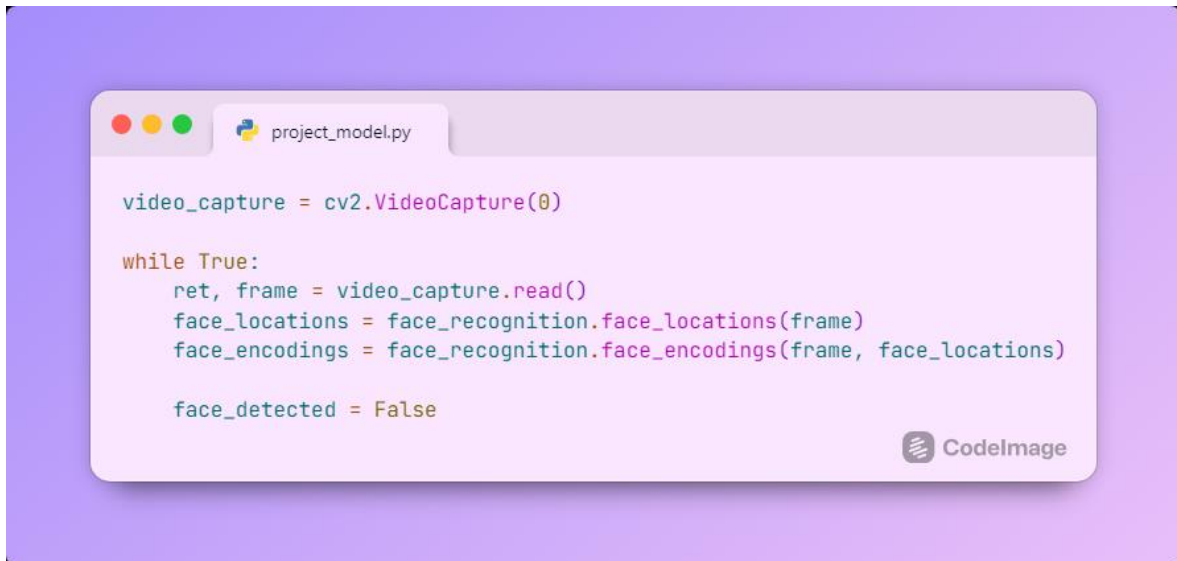 project_model.py
video_capture = cv2.VideoCapture(0)
while True:
    ret, frame = video_capture.read()
    face_locations = face_recognition.face_locations(frame)
    face_encodings = face_recognition.face_encodings(frame, face_locations)
    face_detected = False
CodeImage